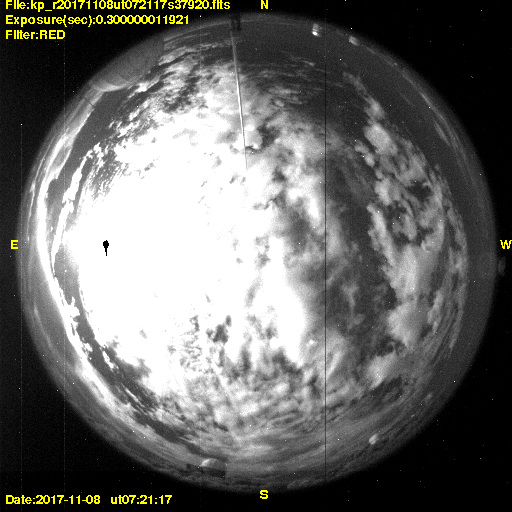 File:kp_r20171108ut072117s37920.fits
N
Exposure(sec):0.300000011921
Filter:RED
E
W
S
Date:2017-11-08 ut07:21:17